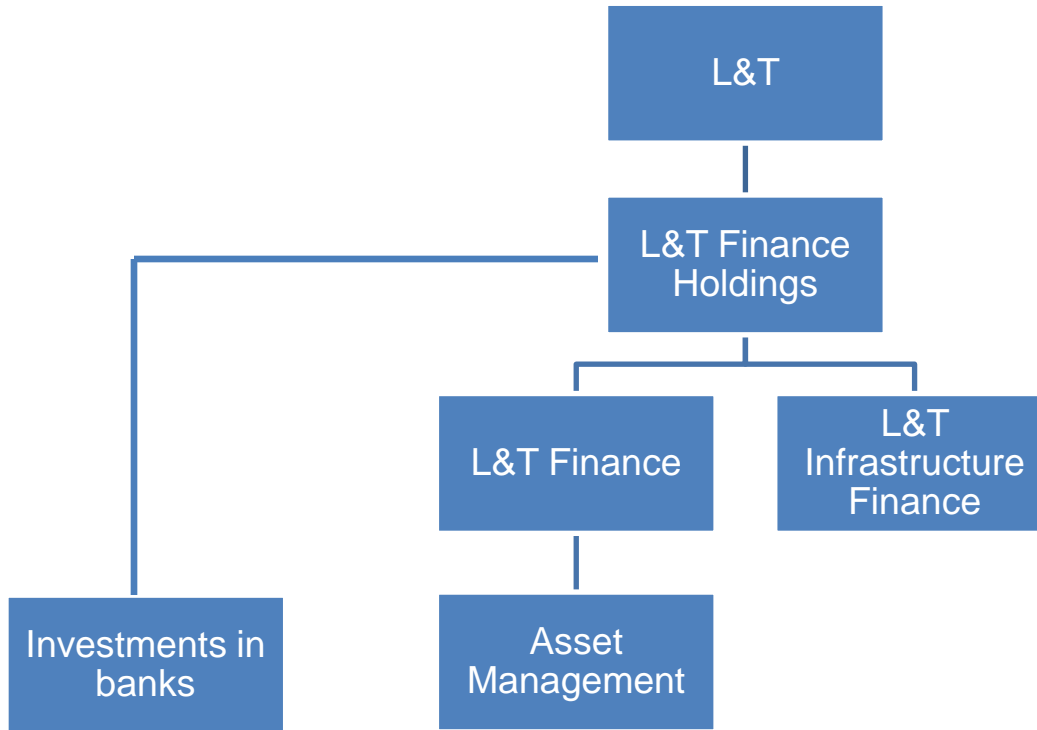 L&T
L&T Finance
Holdings
L&T Finance
L&T
Infrastructure
Finance
Investments in
banks
Asset
Management